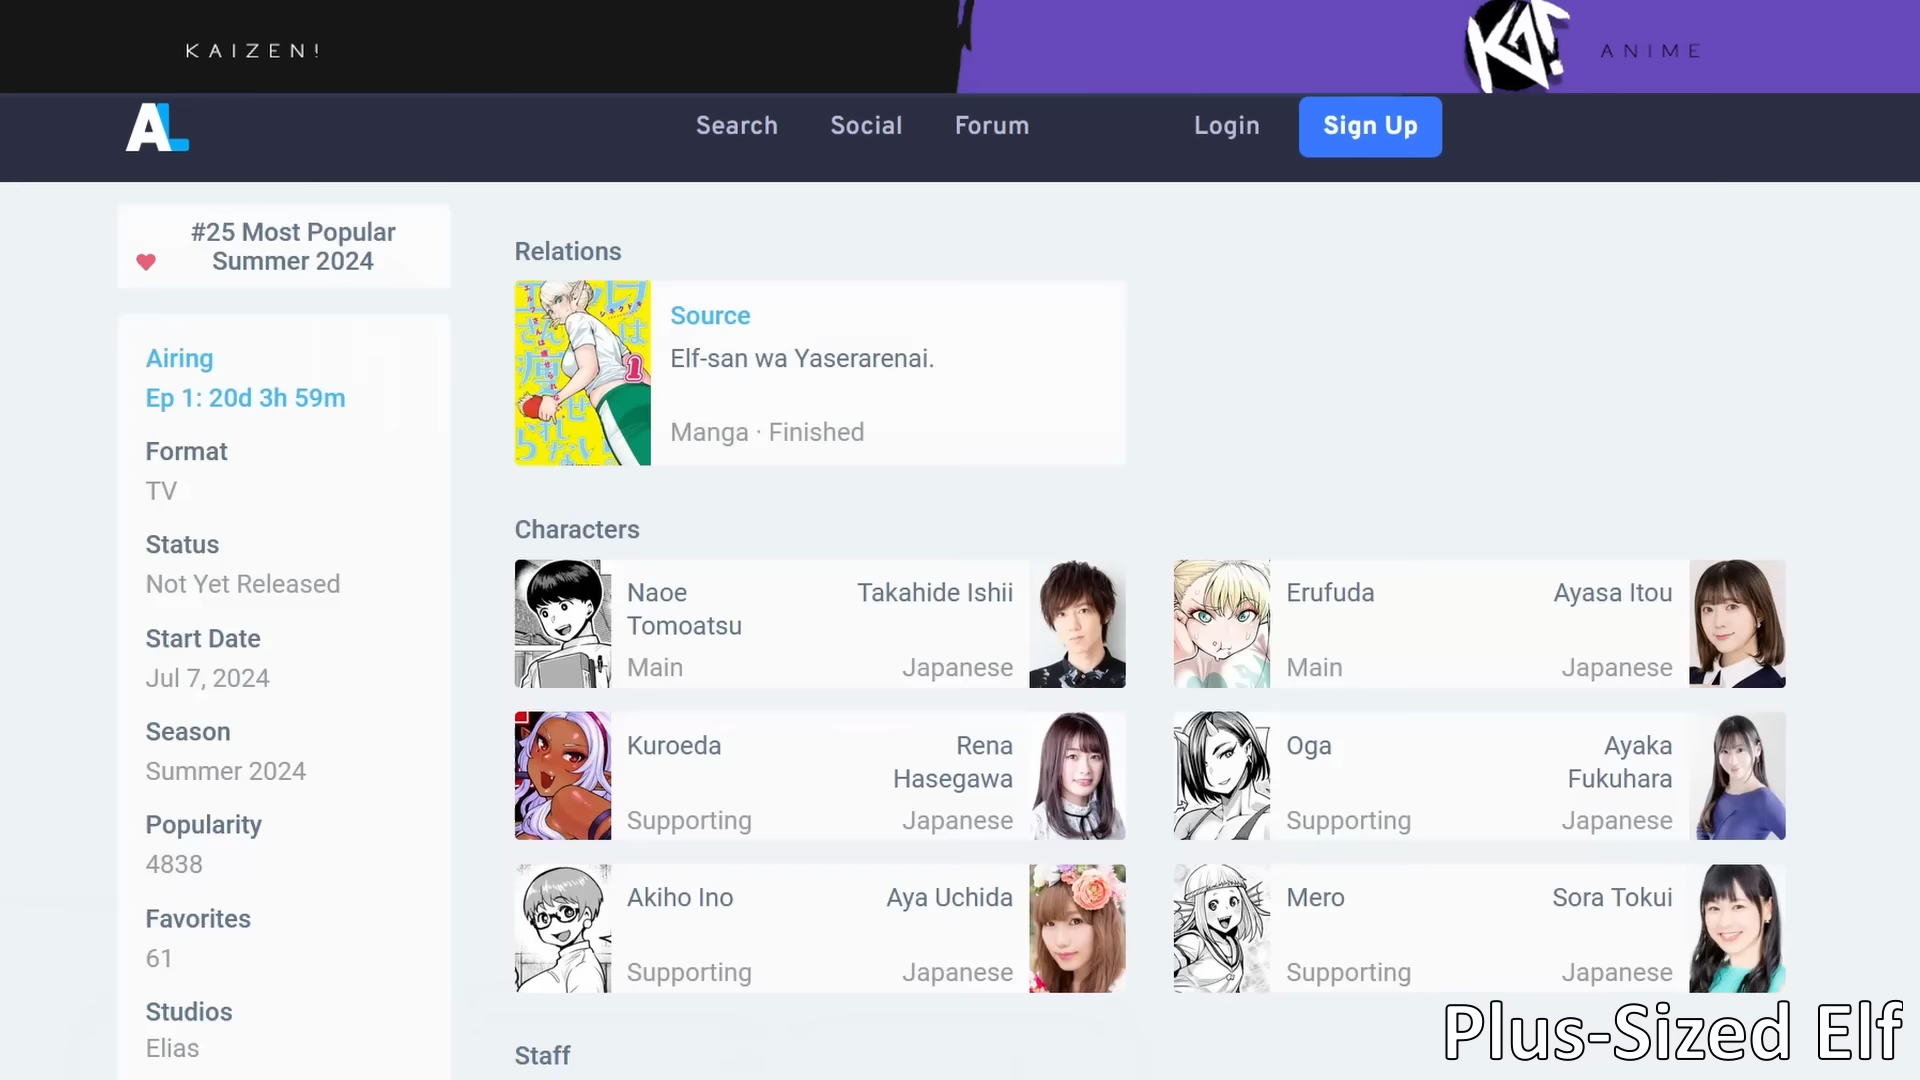 KAIZEN!
KAI!
ANIME
AL
Search
Social
Forum
Login
Sign Up
#25 Most Popular
Summer 2024
Airing
Ep 1: 20d 3h 59m
Format
TV
Status
Not Yet Released
Start Date
Jul 7, 2024
Season
Summer 2024
Popularity
4838
Favorites
61
Studios
Elias
Relations
Source
Elf-san wa Yaserarenai.
Manga · Finished
Characters
Naoe
Tomoatsu
Main
Takahide Ishii
Japanese
Erufuda
Main
Ayasa Itou
Japanese
Kuroeda
Supporting
Rena
Hasegawa
Japanese
Oga
Supporting
Ayaka
Fukuhara
Japanese
Akiho Ino
Supporting
Aya Uchida
Japanese
Mero
Supporting
Sora Tokui
Japanese
Staff
Plus-Sized Elf